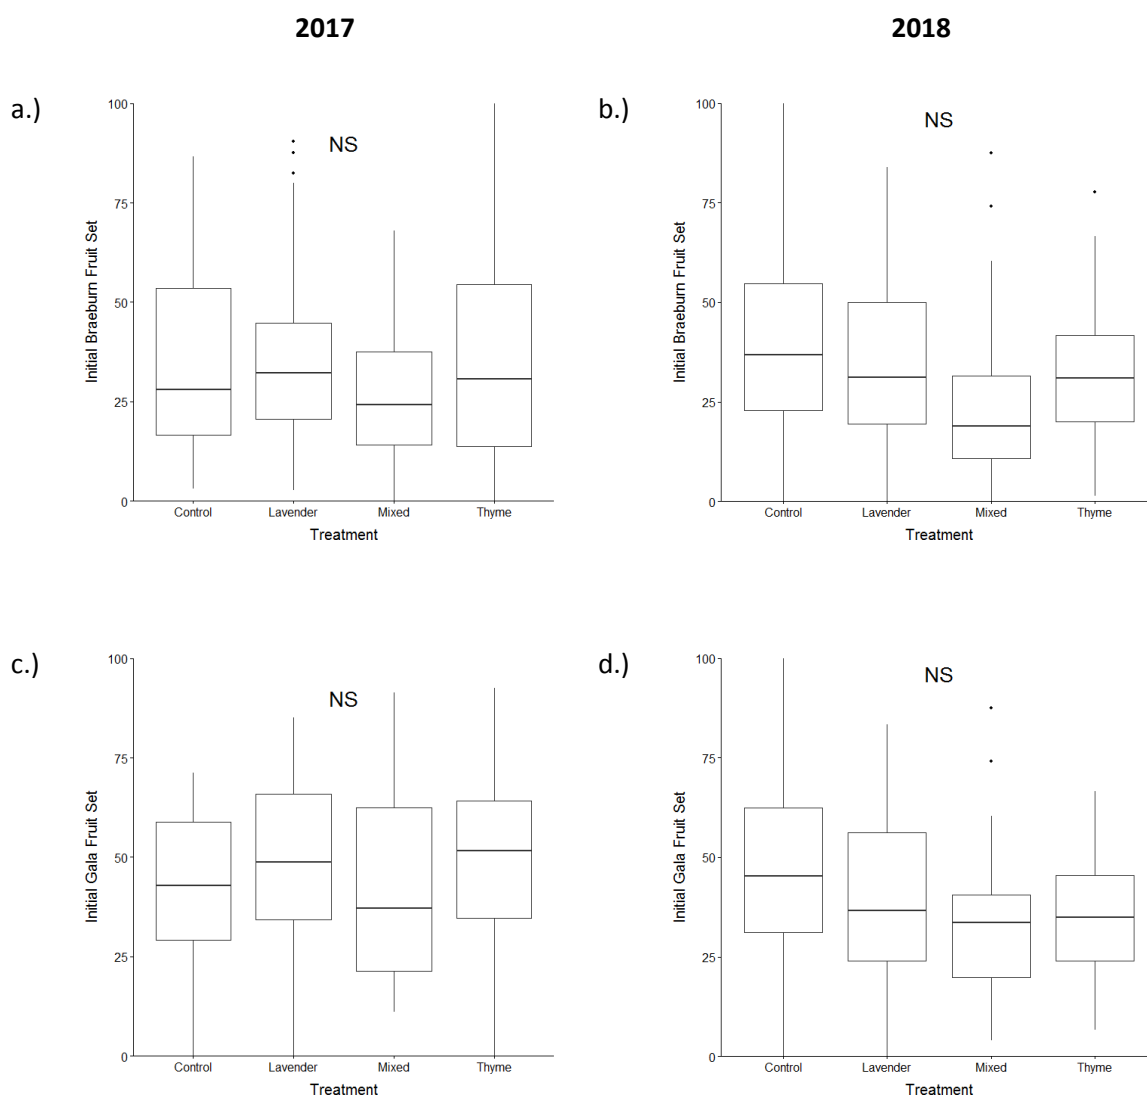 2017
2018
a.)
NS
Initial Braeburn Fruit Set
100
75
50
25
0
Control Lavender Mixed Thyme
Treatment
b.)
NS
Initial Braeburn Fruit Set
100
75
50
25
0
Control Lavender Mixed Thyme
Treatment
c.)
NS
Initial Gala Fruit Set
100
75
50
25
0
Control Lavender Mixed Thyme
Treatment
d.)
NS
Initial Gala Fruit Set
100
75
50
25
0
Control Lavender Mixed Thyme
Treatment